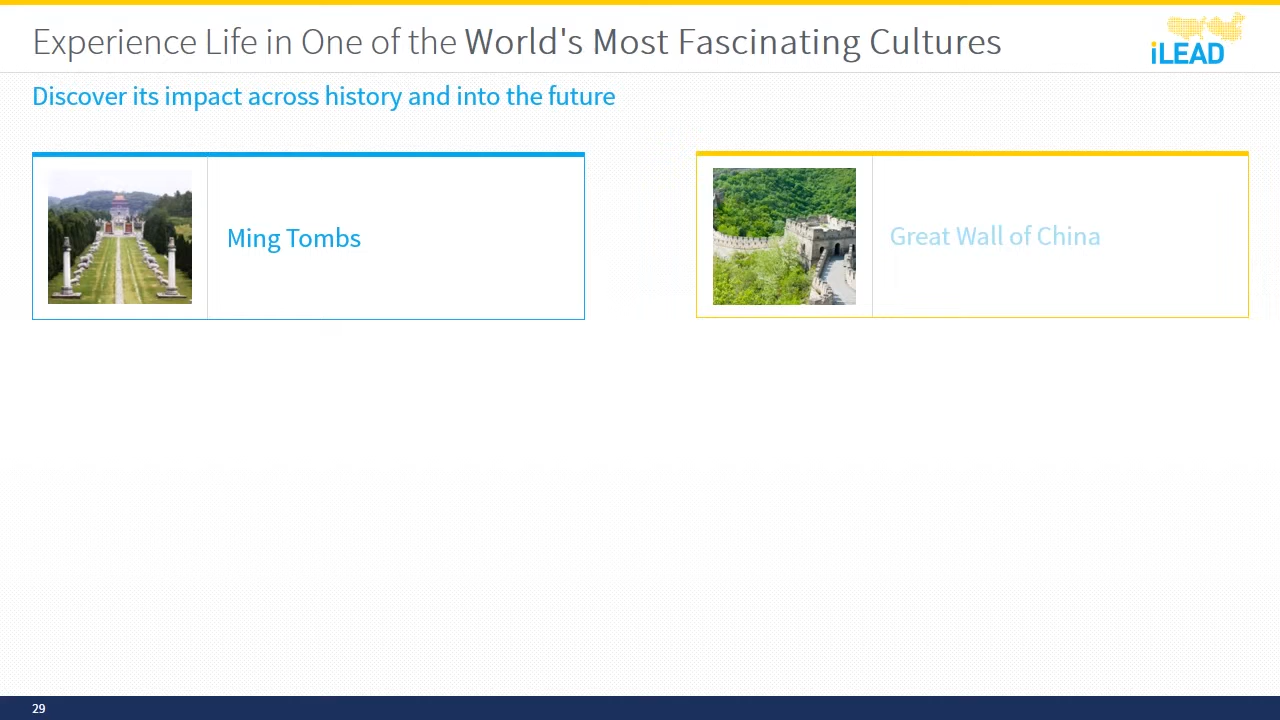 Experience Life in One of the World's Most Fascinating Cultures
iLEAD
Discover its impact across history and into the future
Ming Tombs
Great Wall of China
29